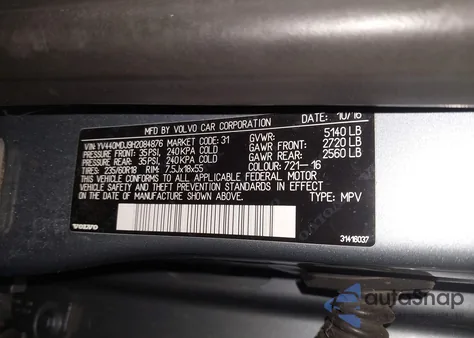 MFD BY VOLVO CAR CORPORATION DATE: 10/16
VIN: YV440MDJ9H2084876 MARKET CODE: 31 GVWR: 5140 LB
PRESSURE FRONT: 35PSI, 240KPA COLD GAWR FRONT: 2720 LB
PRESSURE REAR: 35PSI, 240KPA COLD GAWR REAR: 2560 LB
TIRES: 235/60R18 RIM: 7.5Jx18x55 COLOUR: 721-16
THIS VEHICLE CONFORMS TO ALL APPLICABLE FEDERAL MOTOR
VEHICLE SAFETY AND THEFT PREVENTION STANDARDS IN EFFECT
ON THE DATE OF MANUFACTURE SHOWN ABOVE. TYPE: MPV
VOLVO 31418037
autoSnap